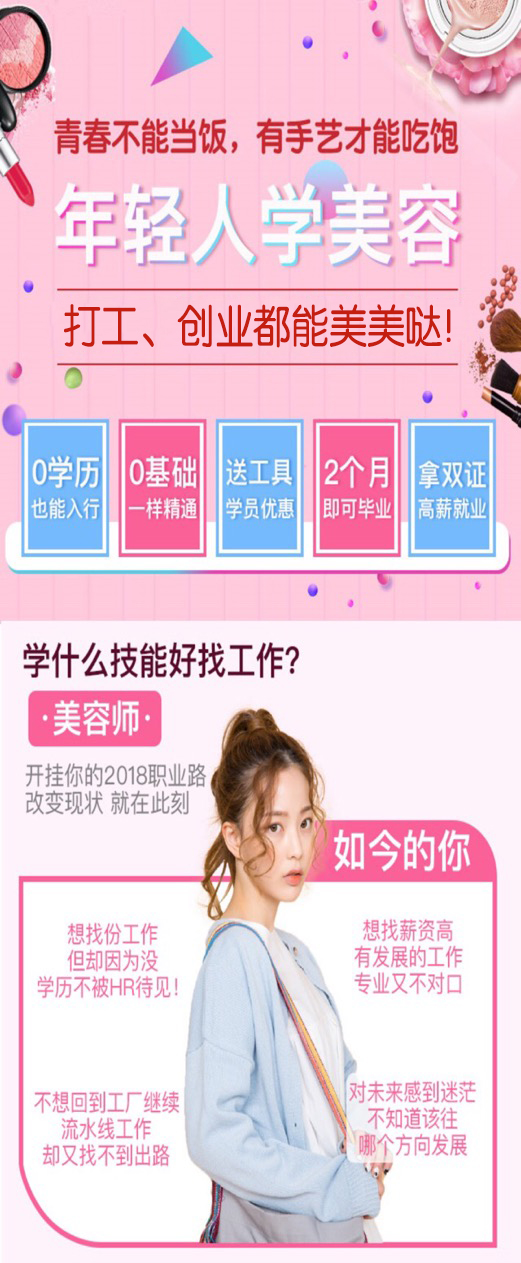 青春不能当饭，有手艺才能吃饱
年轻人学美容
打工、创业都能美美哒!
0学历
也能入行
0基础
一样精通
送工具
学员优惠
2个月
即可毕业
拿双证
高薪就业
学什么技能好找工作?
·美容师·
开挂你的2018职业路
改变现状 就在此刻
如今的你
想找份工作
但却因为没
学历不被HR待见!
想找薪资高
有发展的工作
专业又不对口
不想回到工厂继续
流水线工作
却又找不到出路
对未来感到迷茫
不知道该往
哪个方向发展